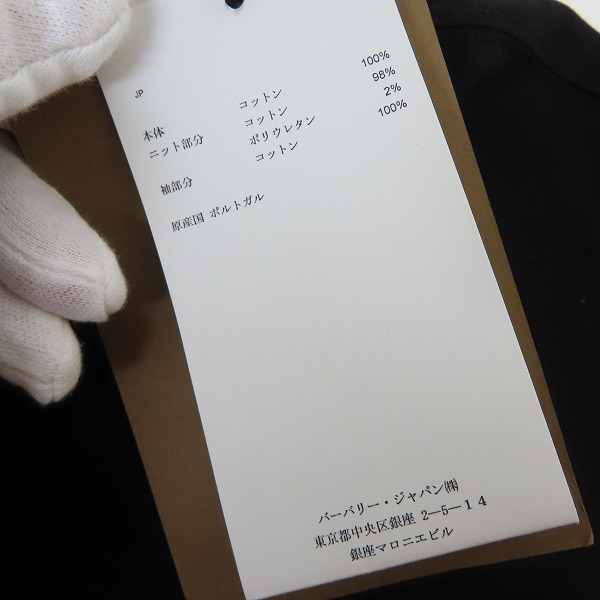 JP
本体 コットン 100%
ニット部分 コットン 98%
ポリウレタン 2%
袖部分 コットン 100%
原産国 ポルトガル
バーバリー・ジャパン㈱
東京都中央区銀座 2―5―14
銀座マロニエビル